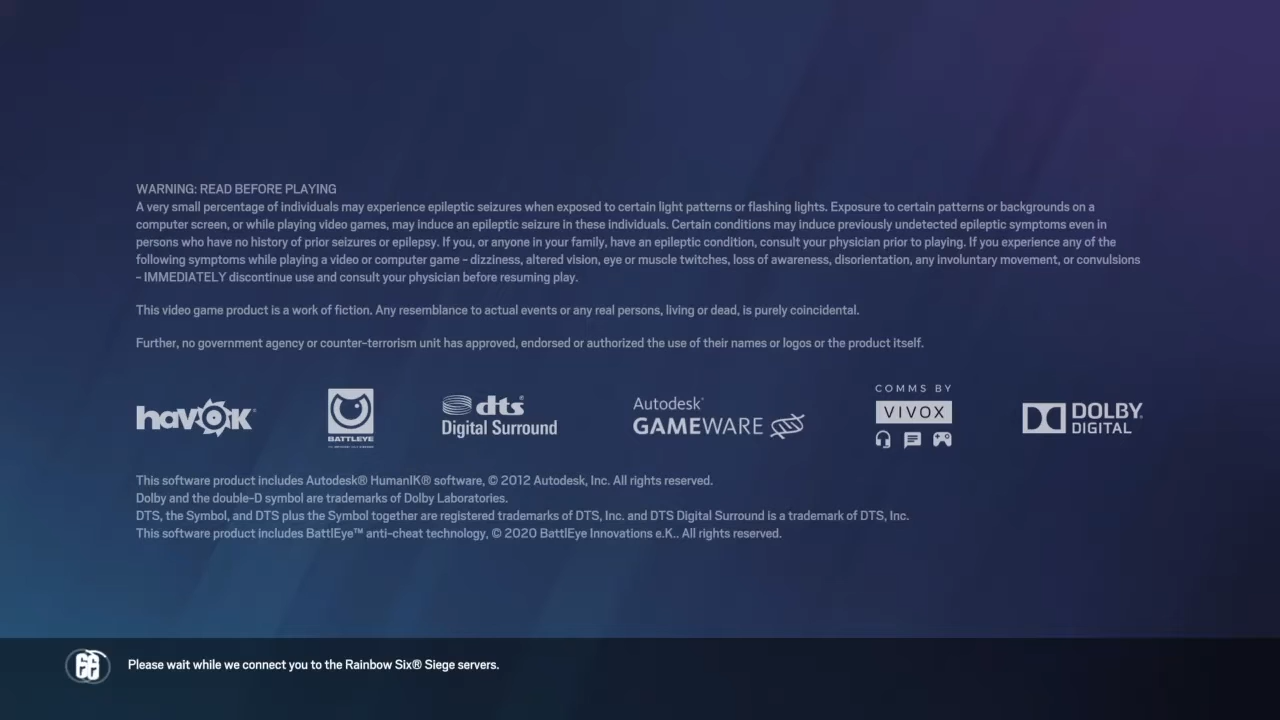 WARNING: READ BEFORE PLAYING
A very small percentage of individuals may experience epileptic seizures when exposed to certain light patterns or flashing lights. Exposure to certain patterns or backgrounds on a
computer screen, or while playing video games, may induce an epileptic seizure in these individuals. Certain conditions may induce previously undetected epileptic symptoms even in
persons who have no history of prior seizures or epilepsy. If you, or anyone in your family, have an epileptic condition, consult your physician prior to playing. If you experience any of the
following symptoms while playing a video or computer game - dizziness, altered vision, eye or muscle twitches, loss of awareness, disorientation, any involuntary movement, or convulsions
- IMMEDIATELY discontinue use and consult your physician before resuming play.
This video game product is a work of fiction. Any resemblance to actual events or any real persons, living or dead, is purely coincidental.
Further, no government agency or counter-terrorism unit has approved, endorsed or authorized the use of their names or logos or the product itself.
havok®
BATTLEYE
dts®
Digital Surround
Autodesk®
GAMEWARE
COMMS BY
VIVOX
DOLBY®
DIGITAL
This software product includes Autodesk® HumanIK® software, © 2012 Autodesk, Inc. All rights reserved.
Dolby and the double-D symbol are trademarks of Dolby Laboratories.
DTS, the Symbol, and DTS plus the Symbol together are registered trademarks of DTS, Inc. and DTS Digital Surround is a trademark of DTS, Inc.
This software product includes BattlEye™ anti-cheat technology, © 2020 BattlEye Innovations e.K.. All rights reserved.
Please wait while we connect you to the Rainbow Six® Siege servers.